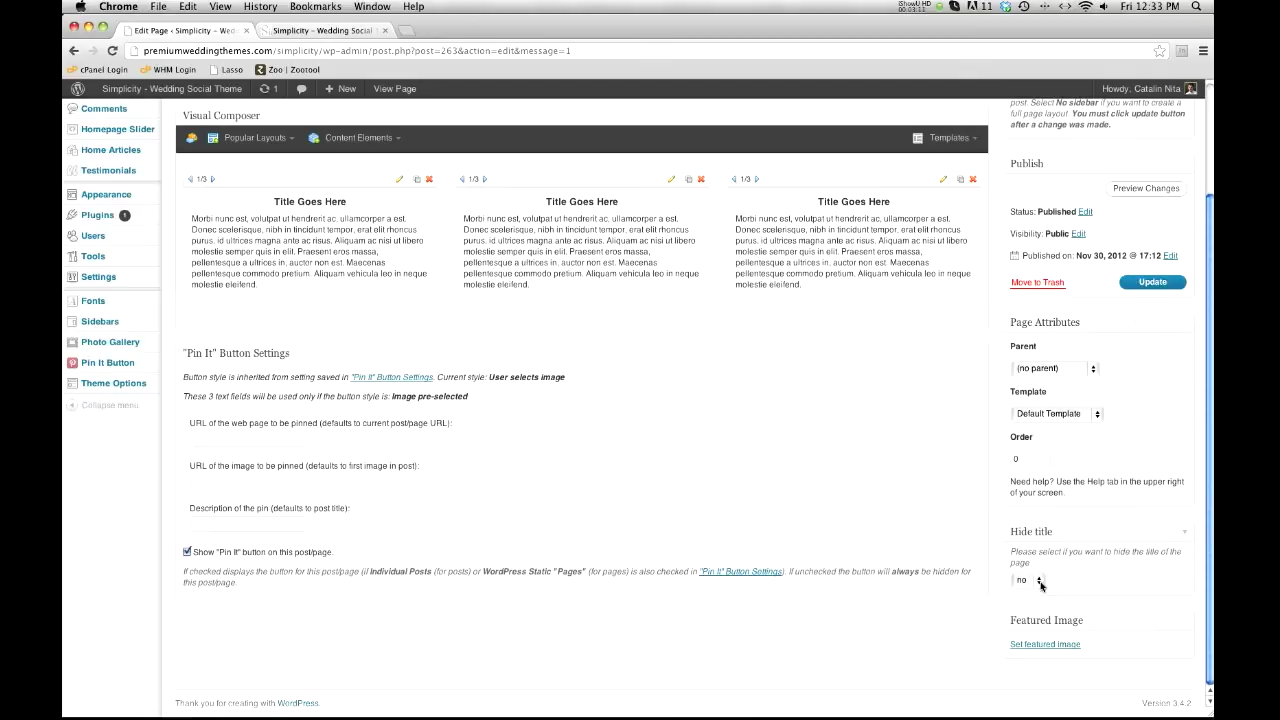 Chrome File Edit View History Bookmarks Window Help iShowU HD 00:03:11 11 Fri 12:33 PM
Edit Page ‹ Simplicity – Wed Simplicity – Wedding Social T
premiumweddingthemes.com/simplicity/wp-admin/post.php?post=263&action=edit&message=1
cPanel Login WHM Login Lasso Zoo | Zootool
Simplicity - Wedding Social Theme 1 + New View Page Howdy, Catalin Nita
Comments
Homepage Slider
Home Articles
Testimonials
Appearance
Plugins 1
Users
Tools
Settings
Fonts
Sidebars
Photo Gallery
Pin It Button
Theme Options
Collapse menu
Visual Composer
Popular Layouts Content Elements Templates
1/3 1/3 1/3
Title Goes Here
Morbi nunc est, volutpat ut hendrerit ac, ullamcorper a est.
Donec scelerisque, nibh in tincidunt tempor, erat elit rhoncus
purus, id ultrices magna ante ac risus. Aliquam ac nisi ut libero
molestie semper quis in elit. Praesent eros massa,
pellentesque a ultrices in, auctor non est. Maecenas
pellentesque commodo pretium. Aliquam vehicula leo in neque
molestie eleifend.
Title Goes Here
Morbi nunc est, volutpat ut hendrerit ac, ullamcorper a est.
Donec scelerisque, nibh in tincidunt tempor, erat elit rhoncus
purus, id ultrices magna ante ac risus. Aliquam ac nisi ut libero
molestie semper quis in elit. Praesent eros massa,
pellentesque a ultrices in, auctor non est. Maecenas
pellentesque commodo pretium. Aliquam vehicula leo in neque
molestie eleifend.
Title Goes Here
Morbi nunc est, volutpat ut hendrerit ac, ullamcorper a est.
Donec scelerisque, nibh in tincidunt tempor, erat elit rhoncus
purus, id ultrices magna ante ac risus. Aliquam ac nisi ut libero
molestie semper quis in elit. Praesent eros massa,
pellentesque a ultrices in, auctor non est. Maecenas
pellentesque commodo pretium. Aliquam vehicula leo in neque
molestie eleifend.
"Pin It" Button Settings
Button style is inherited from setting saved in "Pin It" Button Settings. Current style: User selects image
These 3 text fields will be used only if the button style is: Image pre-selected
URL of the web page to be pinned (defaults to current post/page URL):
URL of the image to be pinned (defaults to first image in post):
Description of the pin (defaults to post title):
Show "Pin It" button on this post/page.
If checked displays the button for this post/page (if Individual Posts (for posts) or WordPress Static "Pages" (for pages) is also checked in "Pin It" Button Settings). If unchecked the button will always be hidden for
this post/page.
post. Select No sidebar if you want to create a
full page layout. You must click update button
after a change was made.
Publish
Preview Changes
Status: Published Edit
Visibility: Public Edit
Published on: Nov 30, 2012 @ 17:12 Edit
Move to Trash Update
Page Attributes
Parent
(no parent)
Template
Default Template
Order
0
Need help? Use the Help tab in the upper right
of your screen.
Hide title
Please select if you want to hide the title of the
page
no
Featured Image
Set featured image
Thank you for creating with WordPress. Version 3.4.2